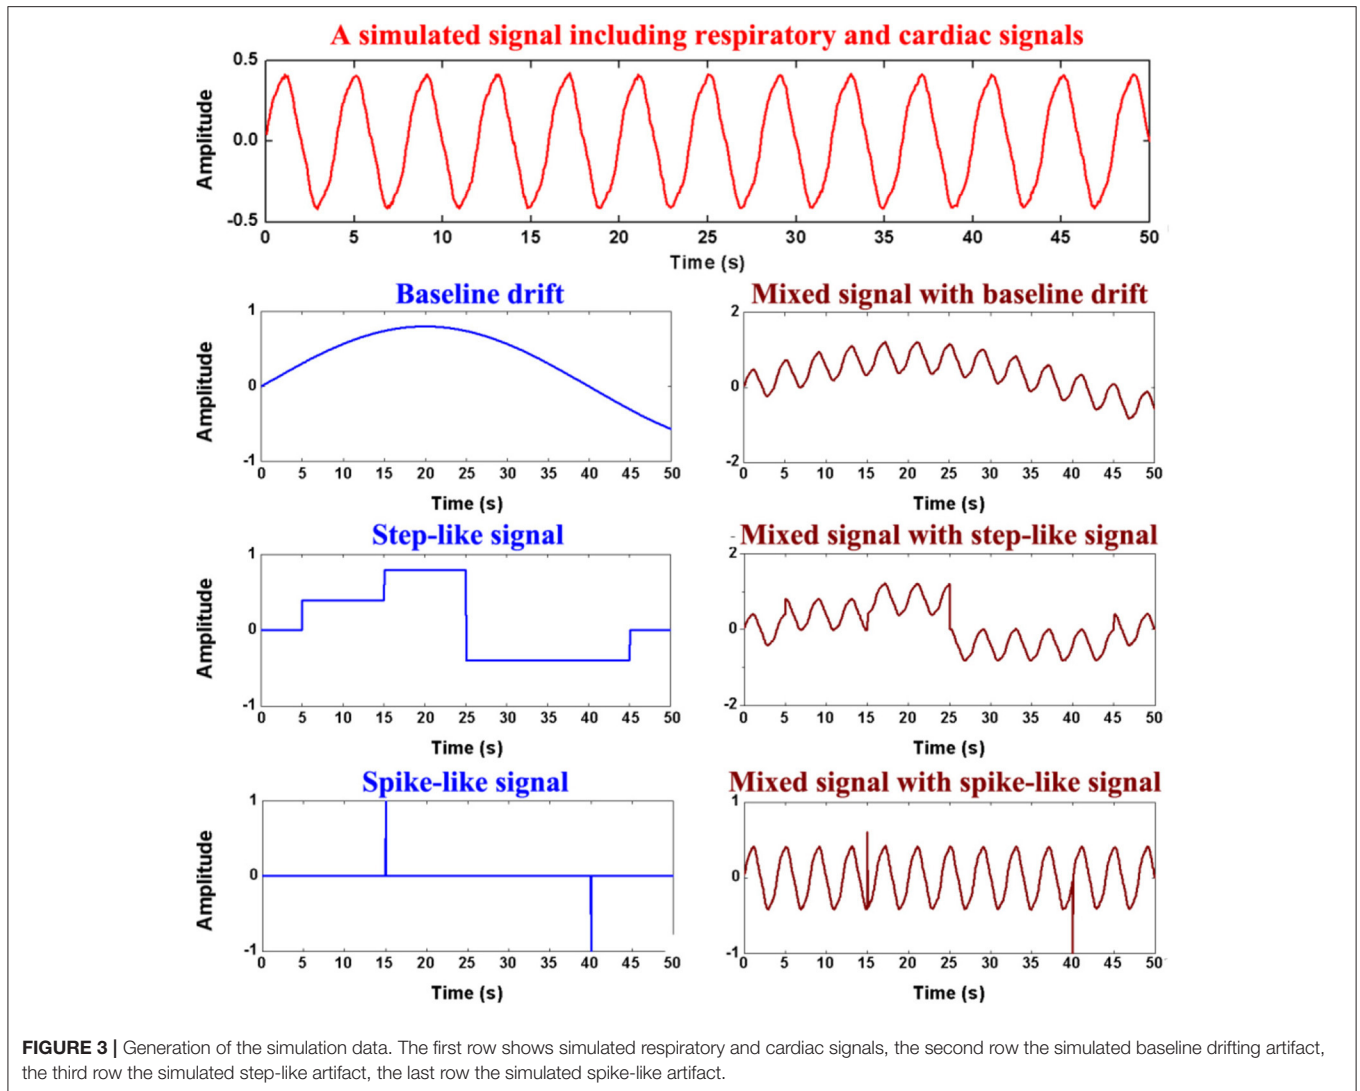 A simulated signal including respiratory and cardiac signals
0.5
0.0
-0.5
Amplitude
0 5 10 15 20 25 30 35 40 45 50
Time (s)
Baseline drift
1
0
-1
Amplitude
0 5 10 15 20 25 30 35 40 45 50
Time (s)
Mixed signal with baseline drift
2
0
-2
0 5 10 15 20 25 30 35 40 45 50
Time (s)
Step-like signal
1
0
-1
Amplitude
0 5 10 15 20 25 30 35 40 45 50
Time (s)
Mixed signal with step-like signal
2
0
-2
0 5 10 15 20 25 30 35 40 45 50
Time (s)
Spike-like signal
1
0
-1
Amplitude
0 5 10 15 20 25 30 35 40 45 50
Time (s)
Mixed signal with spike-like signal
1
0
-1
0 5 10 15 20 25 30 35 40 45 50
Time (s)
FIGURE 3 | Generation of the simulation data. The first row shows simulated respiratory and cardiac signals, the second row the simulated baseline drifting artifact,
the third row the simulated step-like artifact, the last row the simulated spike-like artifact.